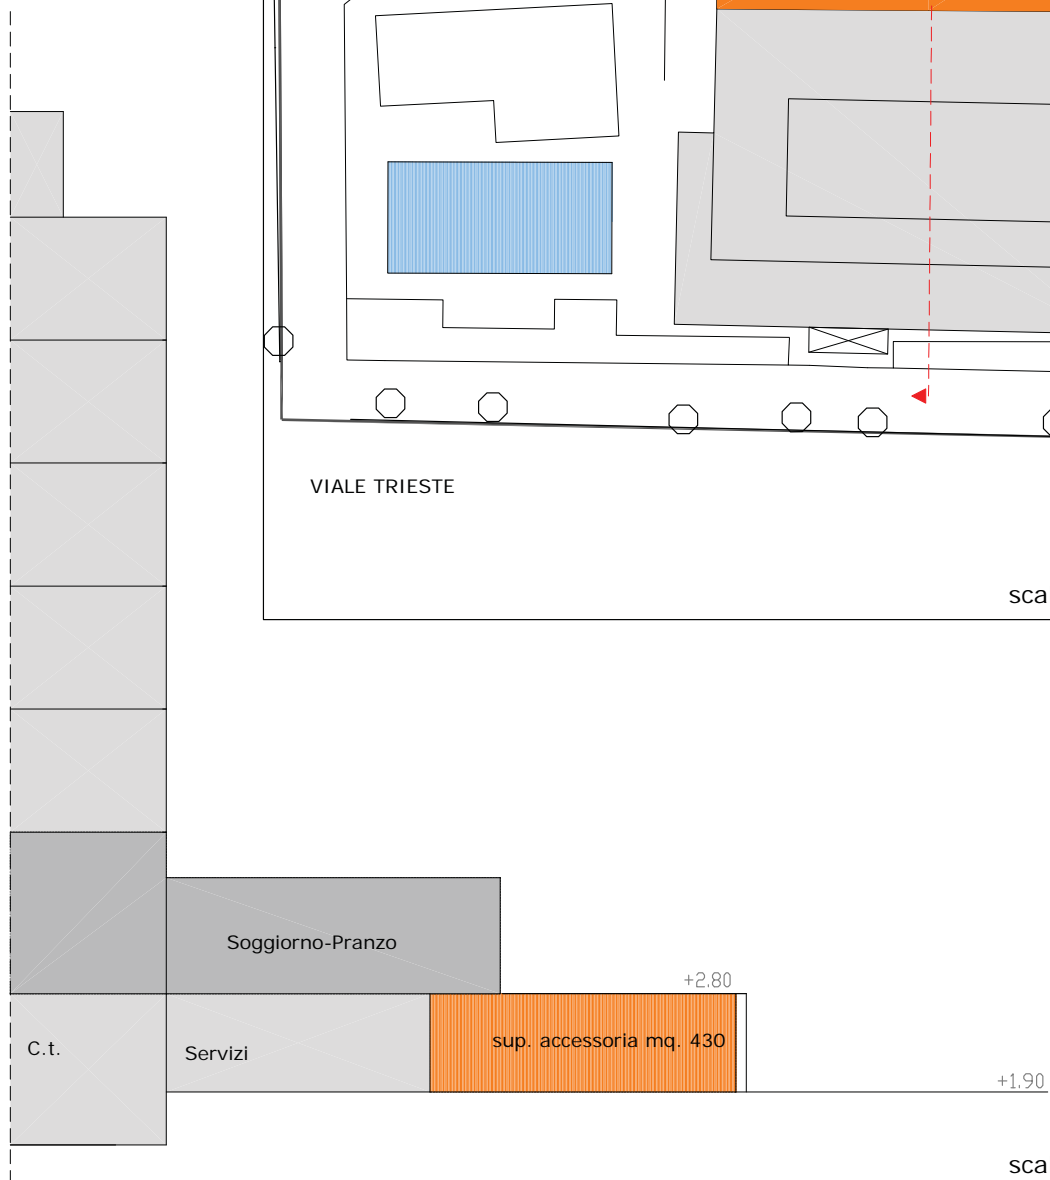 VIALE TRIESTE
sca
Soggiorno-Pranzo
+2.80
sup. accessoria mq. 430
C.t.
Servizi
+1.90
sca